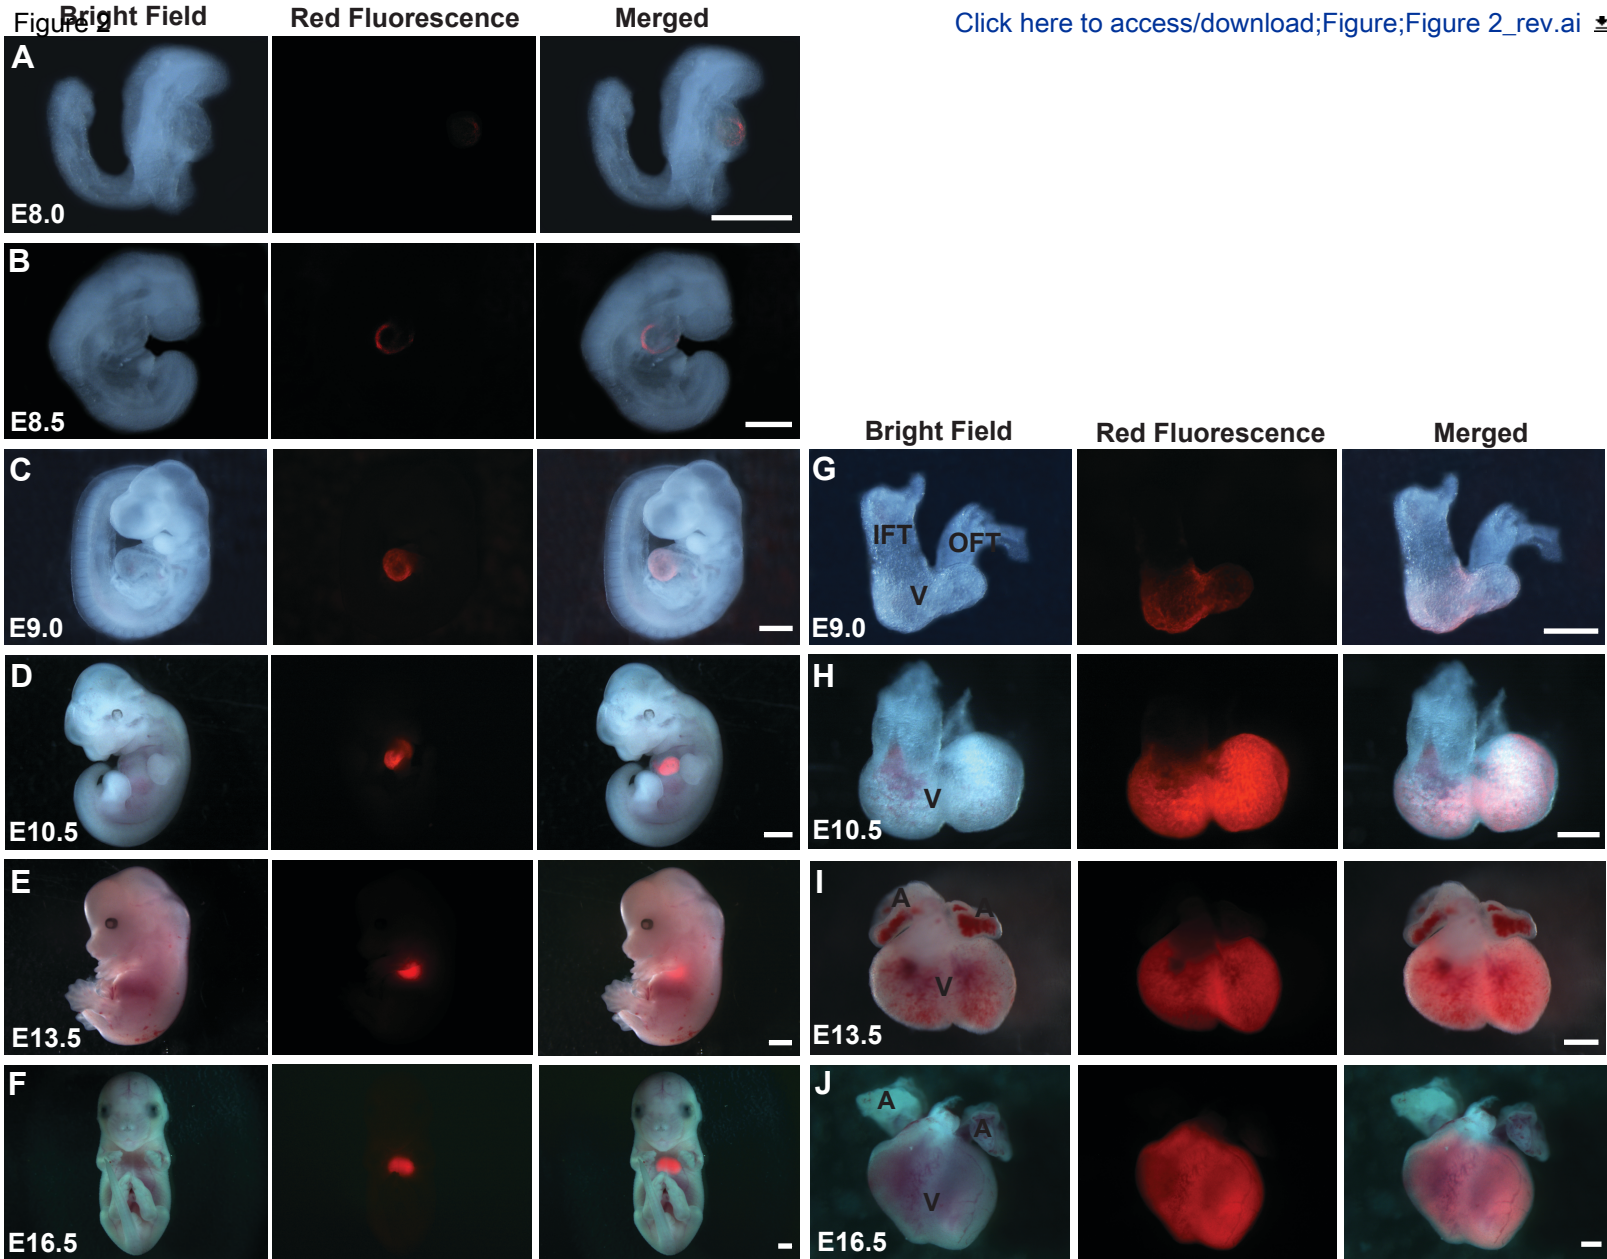 Figure 2
Click here to access/download;Figure;Figure 2_rev.ai
Bright Field Red Fluorescence Merged
A
E8.0
B
E8.5
C
E9.0
D
E10.5
E
E13.5
F
E16.5
Bright Field Red Fluorescence Merged
G
IFT
OFT
V
E9.0
H
V
E10.5
I
A
A
V
E13.5
J
A
A
V
E16.5